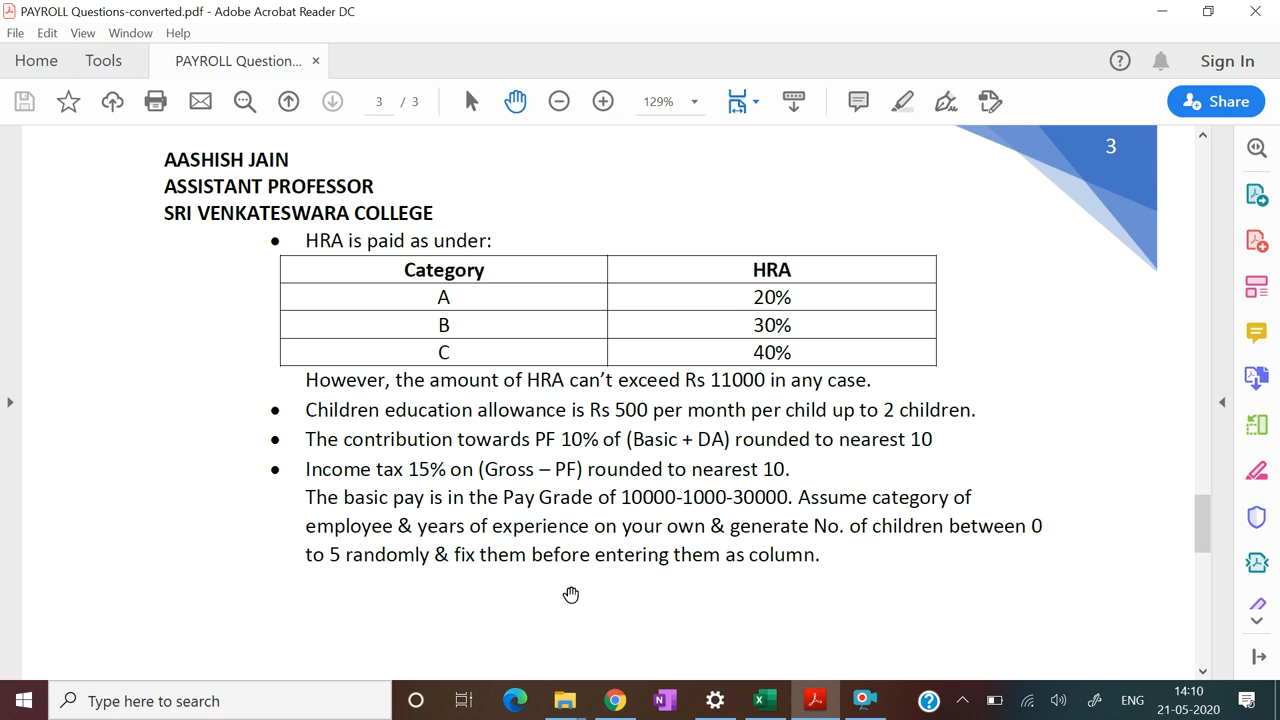 PAYROLL Questions-converted.pdf - Adobe Acrobat Reader DC
File Edit View Window Help
Home Tools PAYROLL Question... × Sign In
3 / 3 129% Share
3
AASHISH JAIN
ASSISTANT PROFESSOR
SRI VENKATESWARA COLLEGE
• HRA is paid as under:
Category HRA
A 20%
B 30%
C 40%
However, the amount of HRA can't exceed Rs 11000 in any case.
• Children education allowance is Rs 500 per month per child up to 2 children.
• The contribution towards PF 10% of (Basic + DA) rounded to nearest 10
• Income tax 15% on (Gross – PF) rounded to nearest 10.
The basic pay is in the Pay Grade of 10000-1000-30000. Assume category of
employee & years of experience on your own & generate No. of children between 0
to 5 randomly & fix them before entering them as column.
Type here to search ENG 14:10
21-05-2020